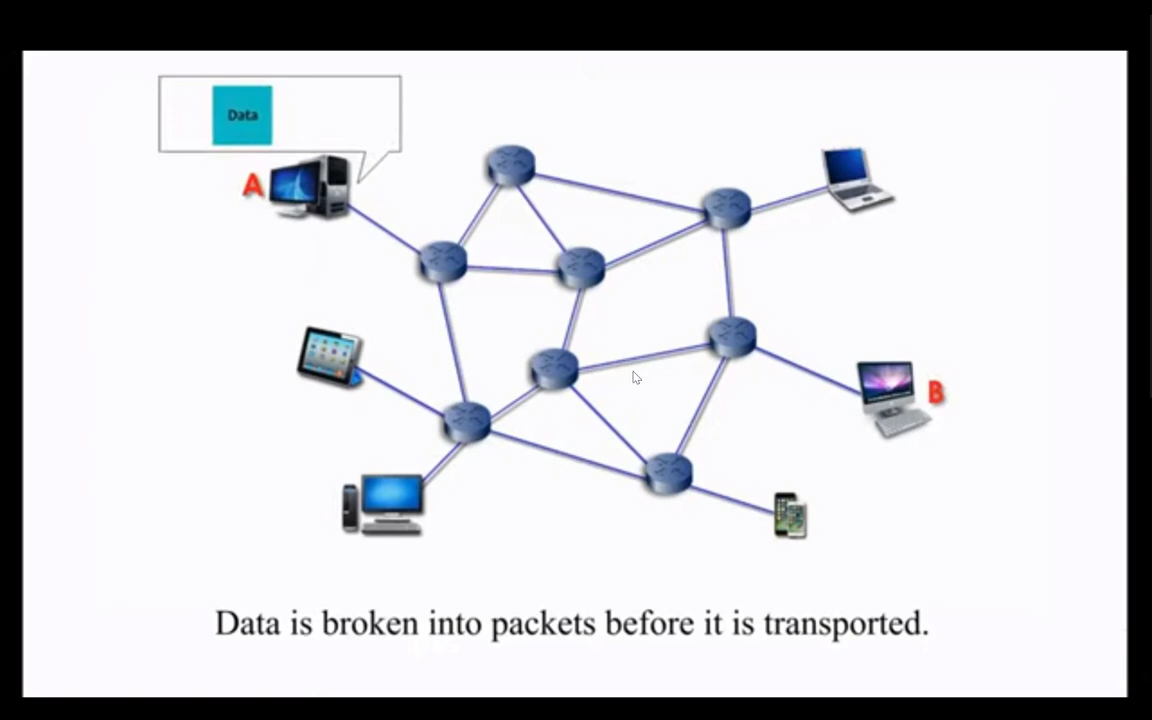 Data
A
B
Data is broken into packets before it is transported.